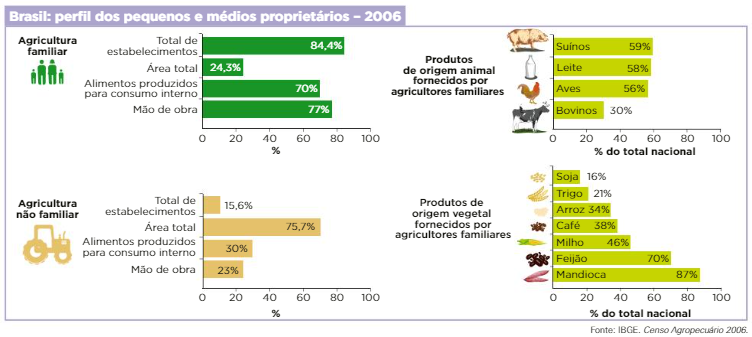 Brasil: perfil dos pequenos e médios proprietários – 2006
Agricultura
familiar
Total de
estabelecimentos
84,4%
Área total
24,3%
Alimentos produzidos
para consumo interno
70%
Mão de obra
77%
0 20 40 60 80 100
%
Produtos
de origem animal
fornecidos por
agricultores familiares
Suínos 59%
Leite 58%
Aves 56%
Bovinos 30%
0 20 40 60 80 100
% do total nacional
Agricultura
não familiar
Total de
estabelecimentos
15,6%
Área total
75,7%
Alimentos produzidos
para consumo interno
30%
Mão de obra
23%
0 20 40 60 80 100
%
Produtos de
origem vegetal
fornecidos por
agricultores familiares
Soja 16%
Trigo 21%
Arroz 34%
Café 38%
Milho 46%
Feijão 70%
Mandioca 87%
0 20 40 60 80 100
% do total nacional
Fonte: IBGE. Censo Agropecuário 2006.